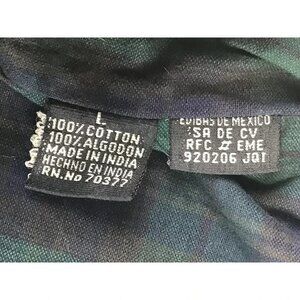 L
100% COTTON
100% ALGODON
MADE IN INDIA
HECHNO EN INDIA
RN.No 70377
EDIBAS DE MEXICO
SA DE CV
RFC # EME
920206 JQ1